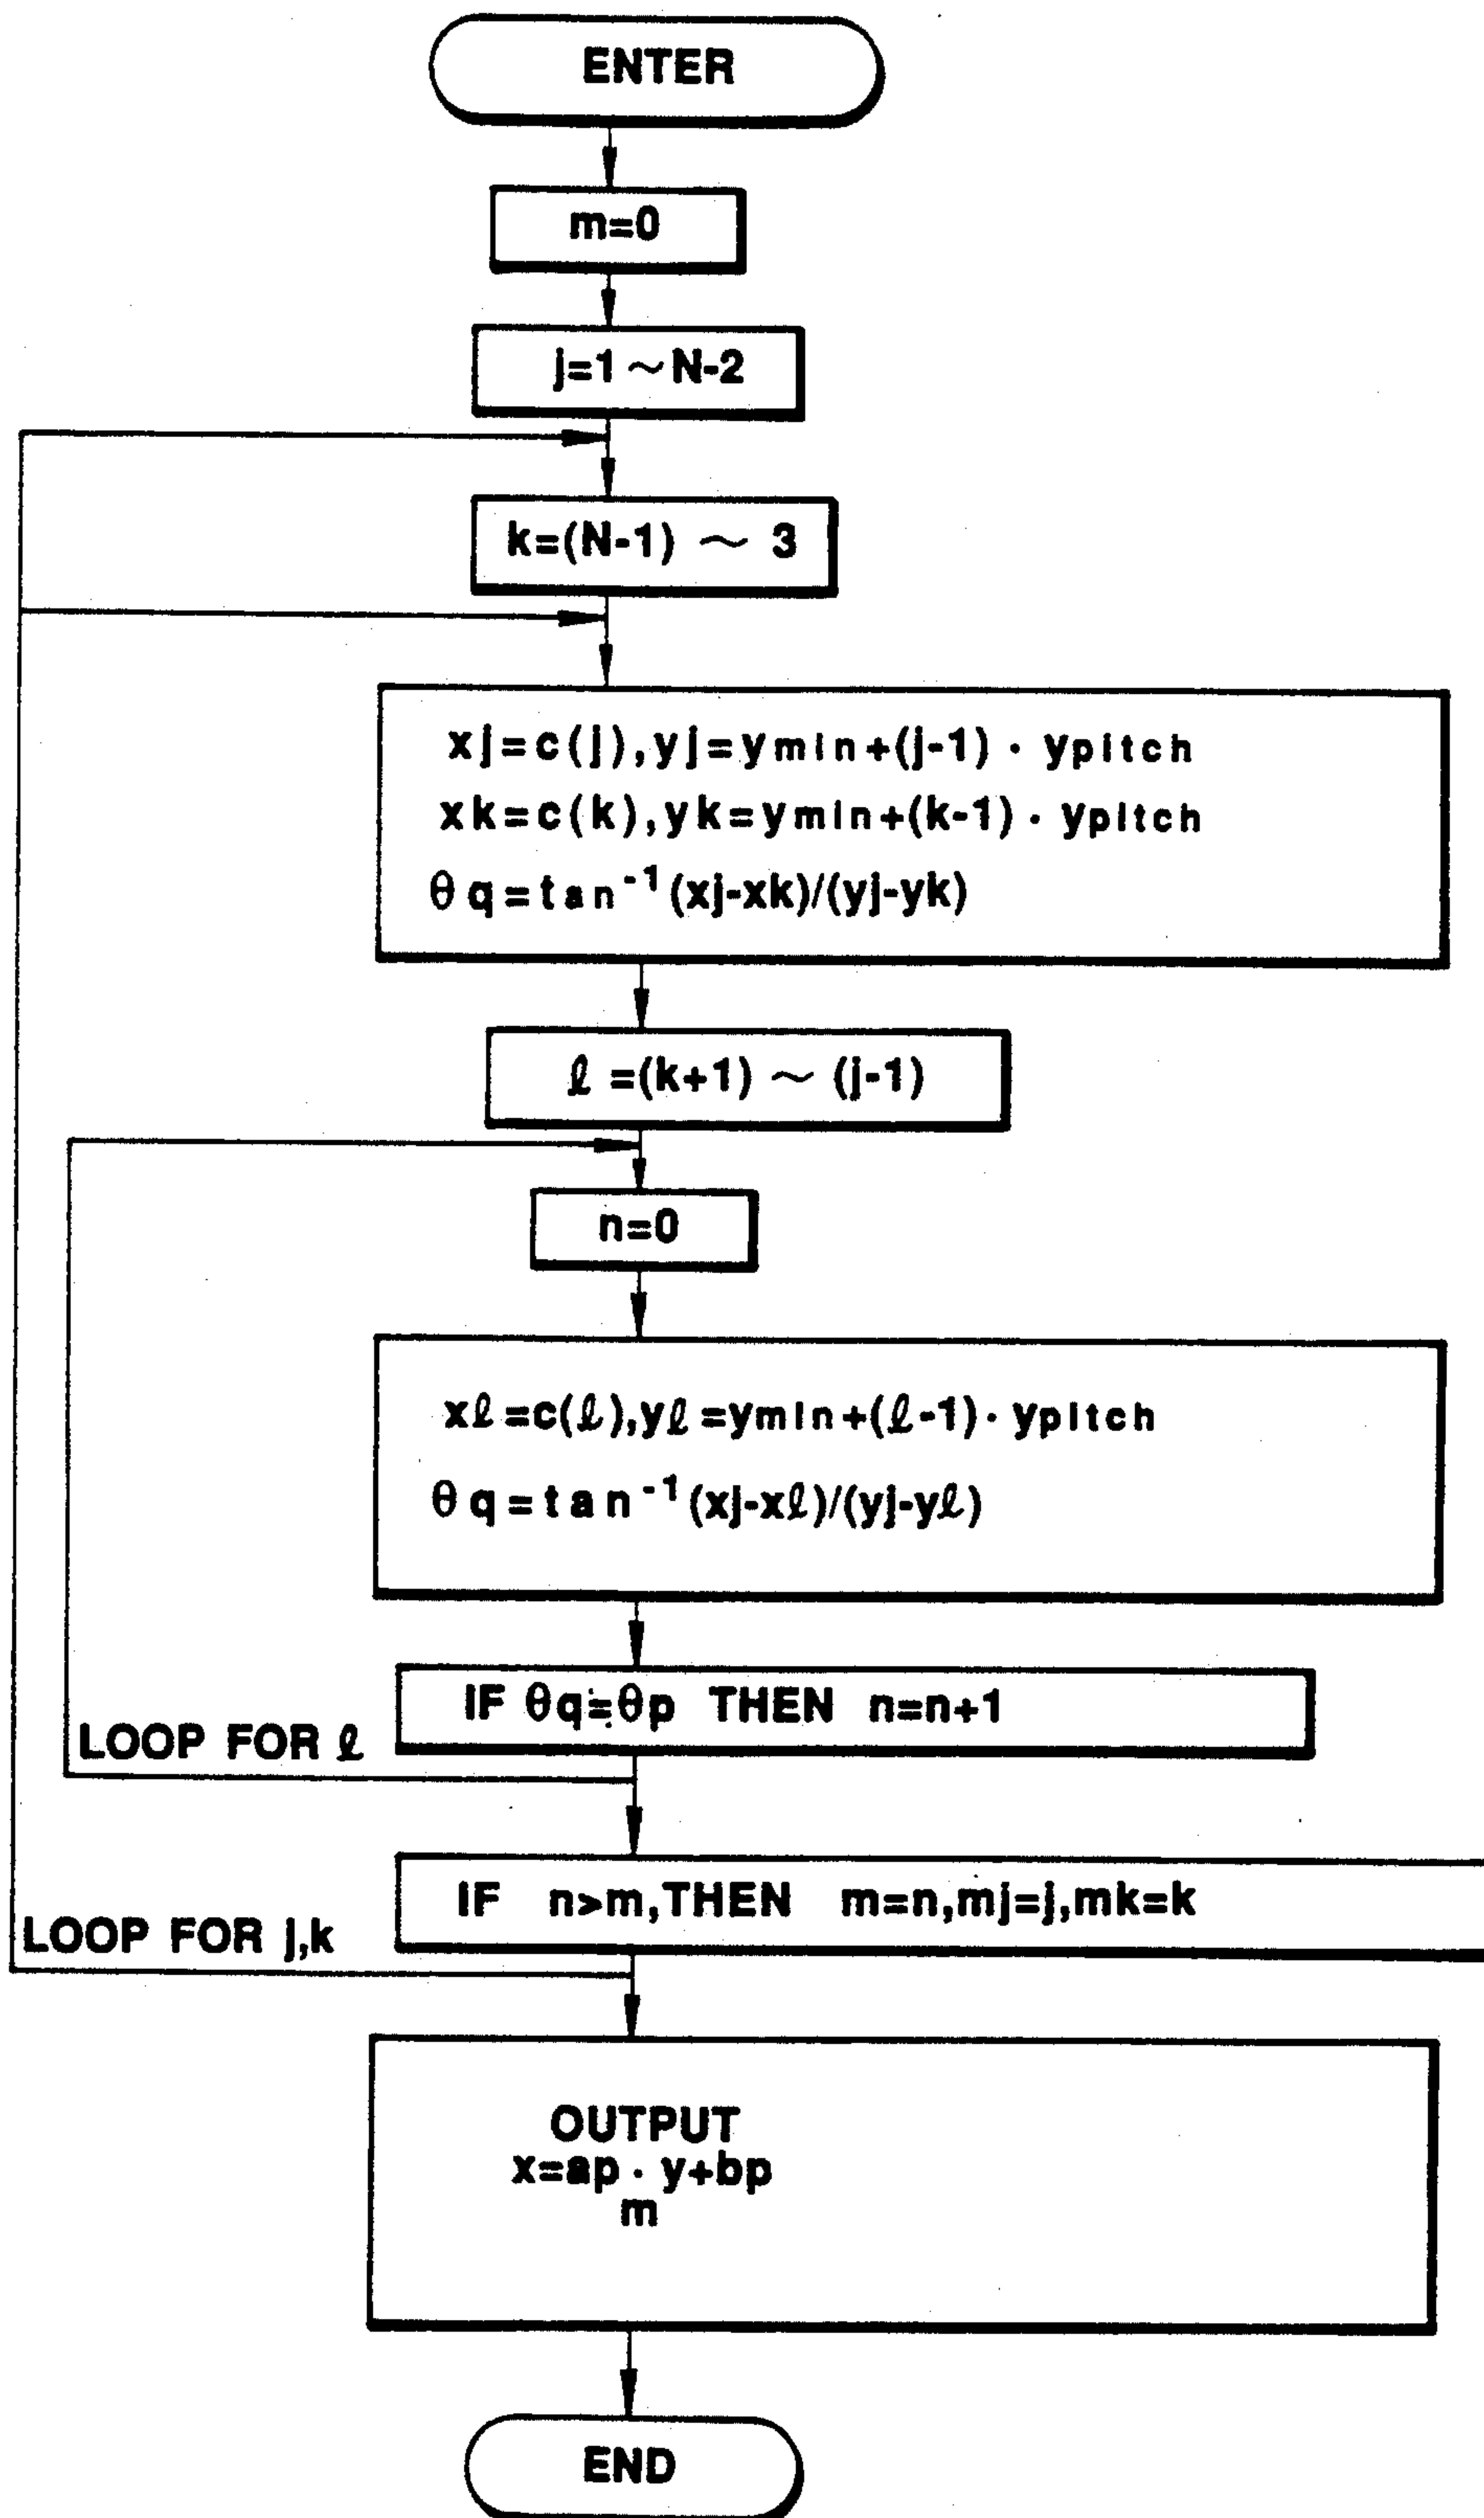 ENTER
m=0
j=1 ~ N-2
k=(N-1) ~ 3
xj=c(j),yj=ymin+(j-1)·ypitch
xk=c(k),yk=ymin+(k-1)·ypitch
θq=tan⁻¹(xj-xk)/(yj-yk)
ℓ=(k+1) ~ (j-1)
n=0
xℓ=c(ℓ),yℓ=ymin+(ℓ-1)·ypitch
θq=tan⁻¹(xj-xℓ)/(yj-yℓ)
IF θq≒θp THEN n=n+1
LOOP FOR ℓ
IF n>m,THEN m=n,mj=j,mk=k
LOOP FOR j,k
OUTPUT
x=ap·y+bp
m
END